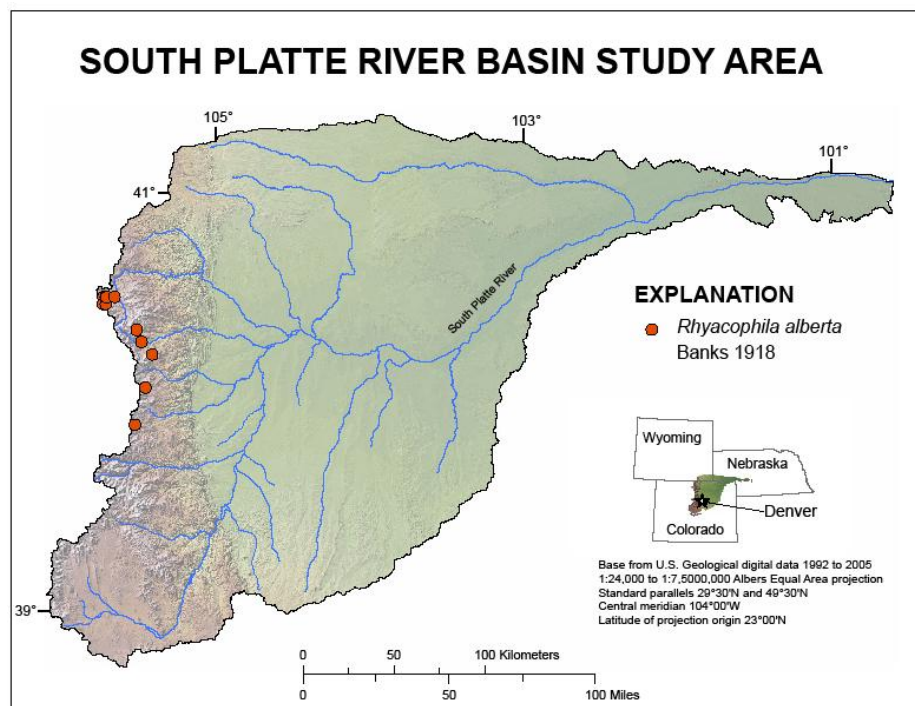 SOUTH PLATTE RIVER BASIN STUDY AREA
105°
103°
101°
41°
South Platte River
EXPLANATION
Rhyacophila alberta
Banks 1918
Wyoming
Nebraska
Denver
Colorado
Base from U.S. Geological digital data 1992 to 2005
1:24,000 to 1:7,5000,000 Albers Equal Area projection
Standard parallels 29°30'N and 49°30'N
Central meridian 104°00'W
Latitude of projection origin 23°00'N
39°
0 50 100 Kilometers
0 50 100 Miles